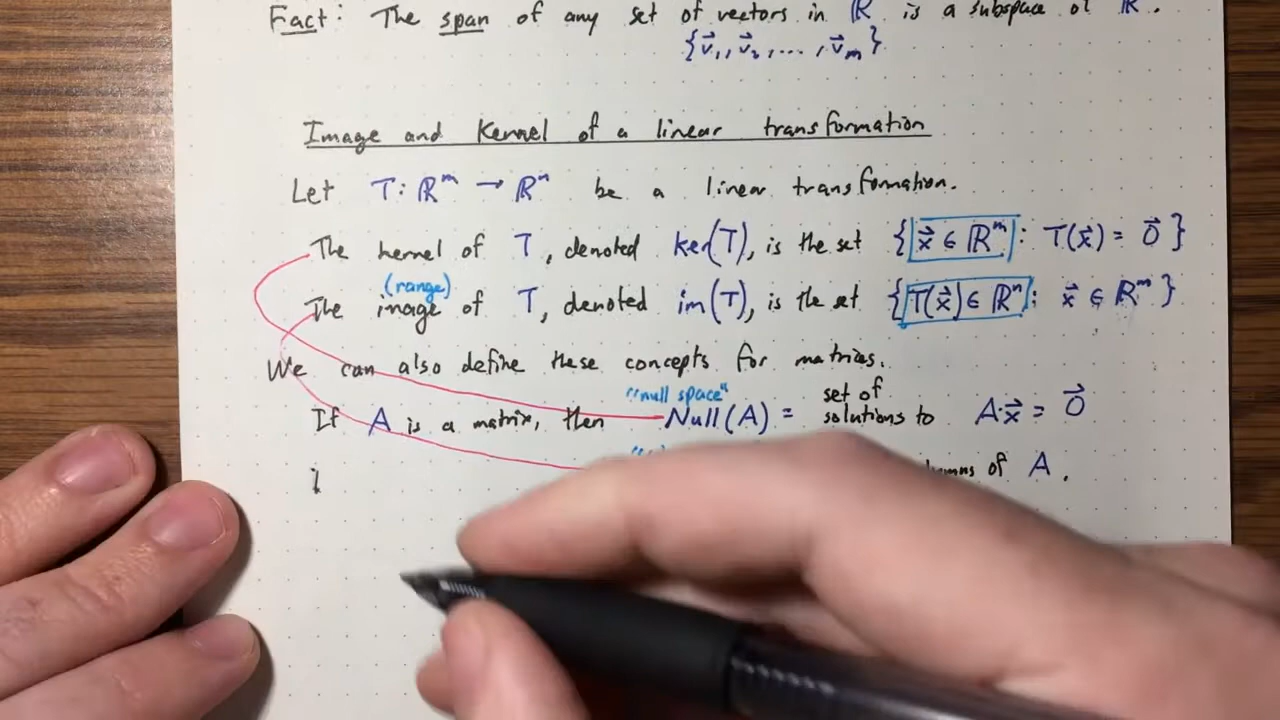 Fact: The span of any set of vectors in ℝ is a subspace of ℝ.
{v⃗₁, v⃗₂, ..., v⃗ₘ}
Image and Kernel of a linear transformation
Let T: ℝᵐ → ℝⁿ be a linear transformation.
The kernel of T, denoted ker(T), is the set {x⃗ ∈ ℝᵐ : T(x⃗) = 0⃗}
(range)
The image of T, denoted im(T), is the set {T(x⃗) ∈ ℝⁿ : x⃗ ∈ ℝᵐ}
We can also define these concepts for matrices.
"null space"
If A is a matrix, then Null(A) = set of solutions to A·x⃗ = 0⃗
of A.